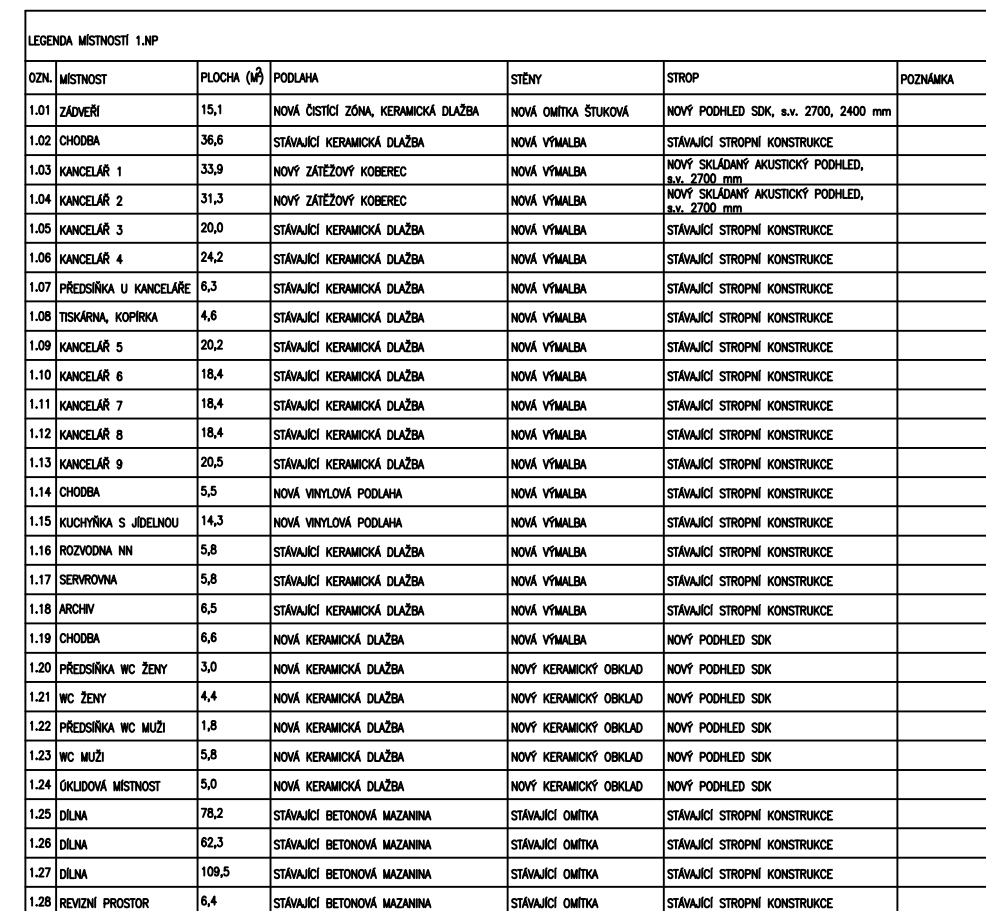 LEGENDA MÍSTNOSTÍ 1.NP
OZN. MÍSTNOST PLOCHA (M²) PODLAHA STĚNY STROP POZNÁMKA
1.01 ZÁDVEŘÍ 15,1 NOVÁ ČISTÍCÍ ZÓNA, KERAMICKÁ DLAŽBA NOVÁ OMÍTKA ŠTUKOVÁ NOVÝ PODHLED SDK, s.v. 2700, 2400 mm
1.02 CHODBA 36,6 STÁVAJÍCÍ KERAMICKÁ DLAŽBA NOVÁ VÝMALBA STÁVAJÍCÍ STROPNÍ KONSTRUKCE
1.03 KANCELÁŘ 1 33,9 NOVÝ ZÁTĚŽOVÝ KOBEREC NOVÁ VÝMALBA NOVÝ SKLÁDANÝ AKUSTICKÝ PODHLED,
s.v. 2700 mm
1.04 KANCELÁŘ 2 31,3 NOVÝ ZÁTĚŽOVÝ KOBEREC NOVÁ VÝMALBA NOVÝ SKLÁDANÝ AKUSTICKÝ PODHLED,
s.v. 2700 mm
1.05 KANCELÁŘ 3 20,0 STÁVAJÍCÍ KERAMICKÁ DLAŽBA NOVÁ VÝMALBA STÁVAJÍCÍ STROPNÍ KONSTRUKCE
1.06 KANCELÁŘ 4 24,2 STÁVAJÍCÍ KERAMICKÁ DLAŽBA NOVÁ VÝMALBA STÁVAJÍCÍ STROPNÍ KONSTRUKCE
1.07 PŘEDSÍŇKA U KANCELÁŘE 6,3 STÁVAJÍCÍ KERAMICKÁ DLAŽBA NOVÁ VÝMALBA STÁVAJÍCÍ STROPNÍ KONSTRUKCE
1.08 TISKÁRNA, KOPÍRKA 4,6 STÁVAJÍCÍ KERAMICKÁ DLAŽBA NOVÁ VÝMALBA STÁVAJÍCÍ STROPNÍ KONSTRUKCE
1.09 KANCELÁŘ 5 20,2 STÁVAJÍCÍ KERAMICKÁ DLAŽBA NOVÁ VÝMALBA STÁVAJÍCÍ STROPNÍ KONSTRUKCE
1.10 KANCELÁŘ 6 18,4 STÁVAJÍCÍ KERAMICKÁ DLAŽBA NOVÁ VÝMALBA STÁVAJÍCÍ STROPNÍ KONSTRUKCE
1.11 KANCELÁŘ 7 18,4 STÁVAJÍCÍ KERAMICKÁ DLAŽBA NOVÁ VÝMALBA STÁVAJÍCÍ STROPNÍ KONSTRUKCE
1.12 KANCELÁŘ 8 18,4 STÁVAJÍCÍ KERAMICKÁ DLAŽBA NOVÁ VÝMALBA STÁVAJÍCÍ STROPNÍ KONSTRUKCE
1.13 KANCELÁŘ 9 20,5 STÁVAJÍCÍ KERAMICKÁ DLAŽBA NOVÁ VÝMALBA STÁVAJÍCÍ STROPNÍ KONSTRUKCE
1.14 CHODBA 5,5 NOVÁ VINYLOVÁ PODLAHA NOVÁ VÝMALBA STÁVAJÍCÍ STROPNÍ KONSTRUKCE
1.15 KUCHYŇKA S JÍDELNOU 14,3 NOVÁ VINYLOVÁ PODLAHA NOVÁ VÝMALBA STÁVAJÍCÍ STROPNÍ KONSTRUKCE
1.16 ROZVODNA NN 5,8 STÁVAJÍCÍ KERAMICKÁ DLAŽBA NOVÁ VÝMALBA STÁVAJÍCÍ STROPNÍ KONSTRUKCE
1.17 SERVROVNA 5,8 STÁVAJÍCÍ KERAMICKÁ DLAŽBA NOVÁ VÝMALBA STÁVAJÍCÍ STROPNÍ KONSTRUKCE
1.18 ARCHIV 6,5 STÁVAJÍCÍ KERAMICKÁ DLAŽBA NOVÁ VÝMALBA STÁVAJÍCÍ STROPNÍ KONSTRUKCE
1.19 CHODBA 6,6 NOVÁ KERAMICKÁ DLAŽBA NOVÁ VÝMALBA NOVÝ PODHLED SDK
1.20 PŘEDSÍŇKA WC ŽENY 3,0 NOVÁ KERAMICKÁ DLAŽBA NOVÝ KERAMICKÝ OBKLAD NOVÝ PODHLED SDK
1.21 WC ŽENY 4,4 NOVÁ KERAMICKÁ DLAŽBA NOVÝ KERAMICKÝ OBKLAD NOVÝ PODHLED SDK
1.22 PŘEDSÍŇKA WC MUŽI 1,8 NOVÁ KERAMICKÁ DLAŽBA NOVÝ KERAMICKÝ OBKLAD NOVÝ PODHLED SDK
1.23 WC MUŽI 5,8 NOVÁ KERAMICKÁ DLAŽBA NOVÝ KERAMICKÝ OBKLAD NOVÝ PODHLED SDK
1.24 ÚKLIDOVÁ MÍSTNOST 5,0 NOVÁ KERAMICKÁ DLAŽBA NOVÝ KERAMICKÝ OBKLAD NOVÝ PODHLED SDK
1.25 DÍLNA 78,2 STÁVAJÍCÍ BETONOVÁ MAZANINA STÁVAJÍCÍ OMÍTKA STÁVAJÍCÍ STROPNÍ KONSTRUKCE
1.26 DÍLNA 62,3 STÁVAJÍCÍ BETONOVÁ MAZANINA STÁVAJÍCÍ OMÍTKA STÁVAJÍCÍ STROPNÍ KONSTRUKCE
1.27 DÍLNA 109,5 STÁVAJÍCÍ BETONOVÁ MAZANINA STÁVAJÍCÍ OMÍTKA STÁVAJÍCÍ STROPNÍ KONSTRUKCE
1.28 REVIZNÍ PROSTOR 6,4 STÁVAJÍCÍ BETONOVÁ MAZANINA STÁVAJÍCÍ OMÍTKA STÁVAJÍCÍ STROPNÍ KONSTRUKCE